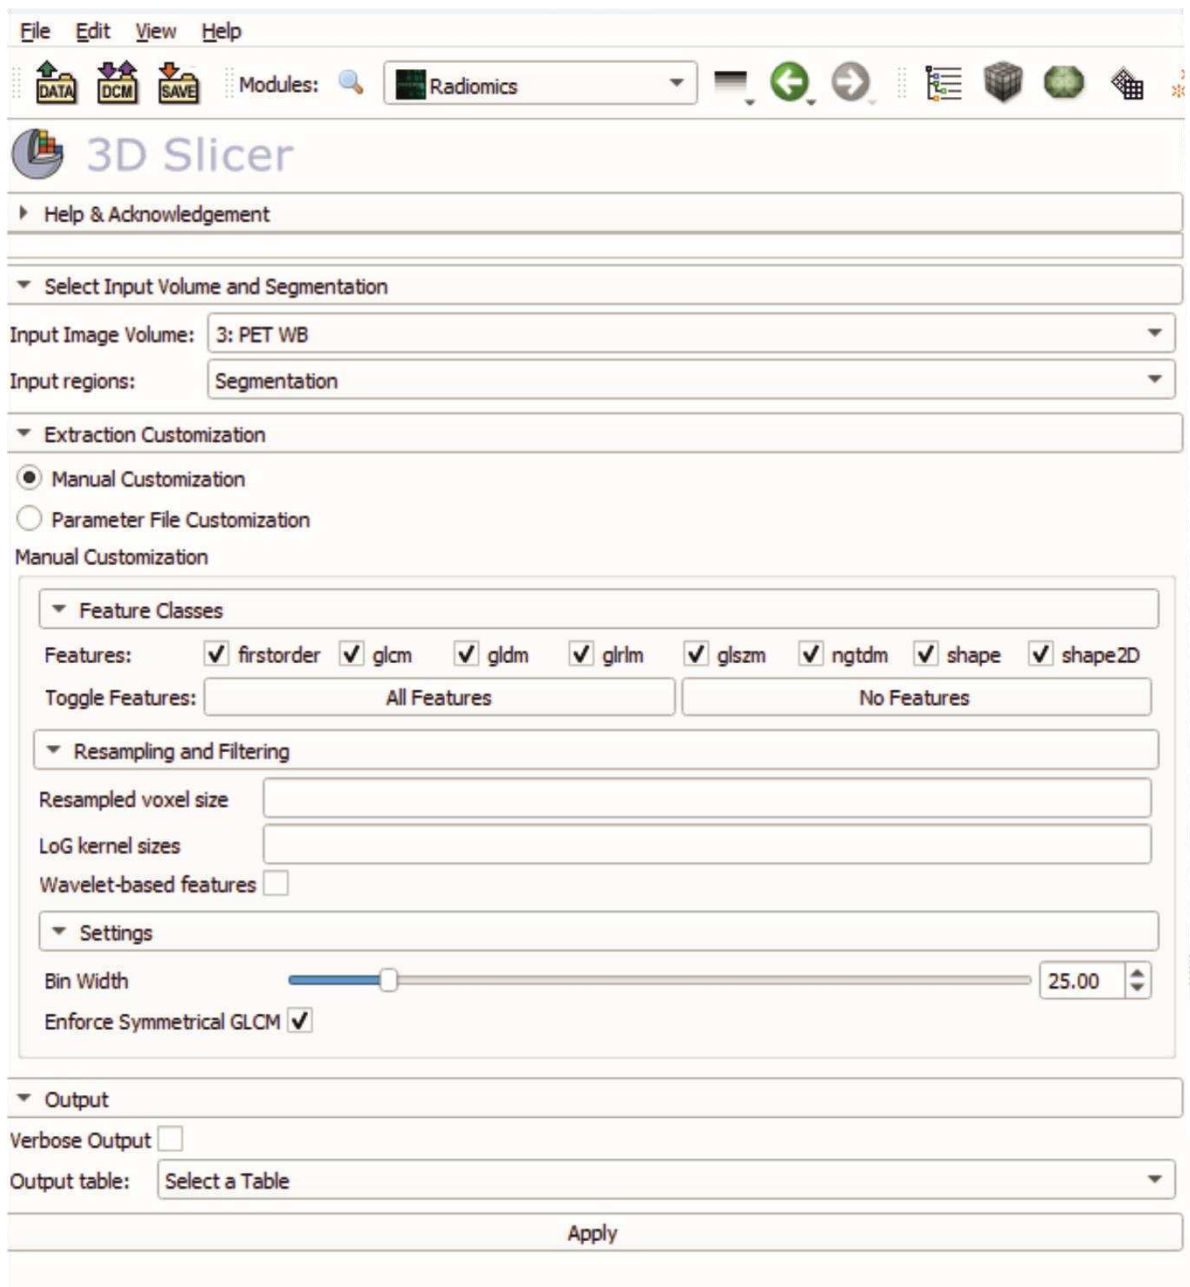 File Edit View Help
DATA DCM SAVE Modules: Radiomics
3D Slicer
Help & Acknowledgement
Select Input Volume and Segmentation
Input Image Volume: 3: PET WB
Input regions: Segmentation
Extraction Customization
Manual Customization
Parameter File Customization
Manual Customization
Feature Classes
Features: firstorder glcm gldm glrlm glszm ngtdm shape shape2D
Toggle Features: All Features No Features
Resampling and Filtering
Resampled voxel size
LoG kernel sizes
Wavelet-based features
Settings
Bin Width 25.00
Enforce Symmetrical GLCM
Output
Verbose Output
Output table: Select a Table
Apply